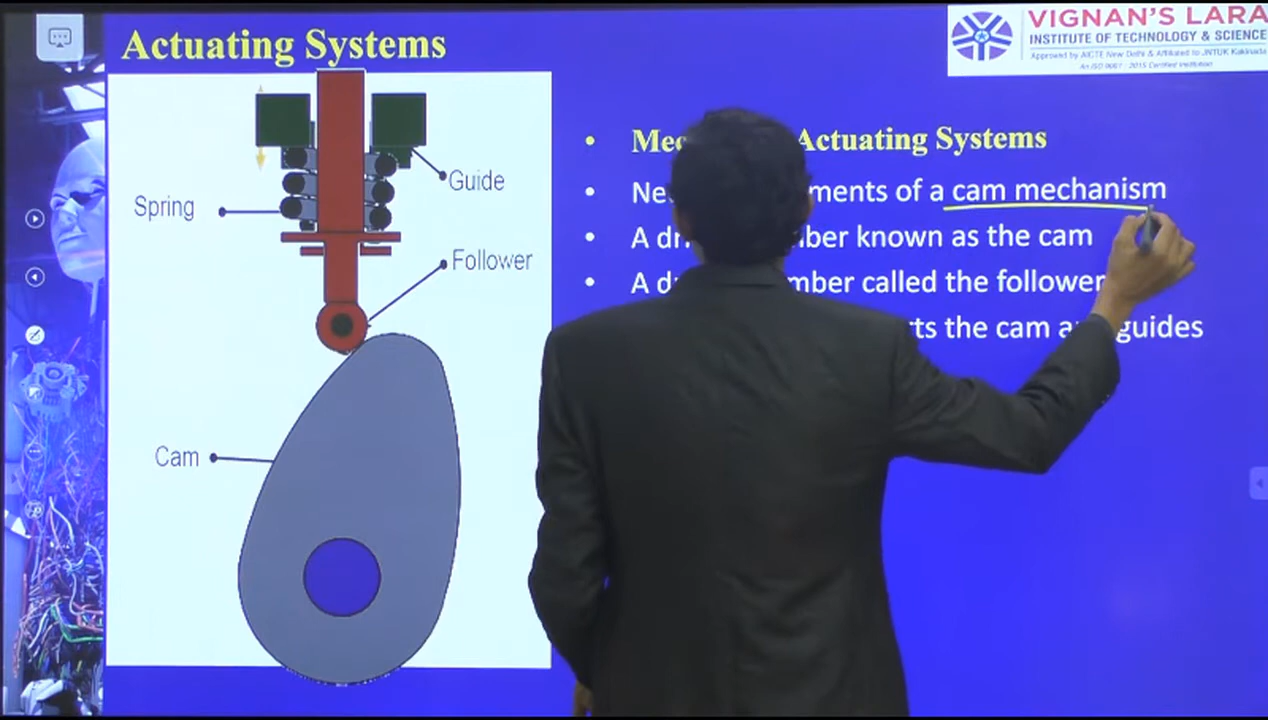 Actuating Systems
VIGNAN'S LARA
INSTITUTE OF TECHNOLOGY & SCIENCE
Approved by AICTE New Delhi & Affiliated to JNTUK Kakinada
An ISO 9001 : 2015 Certified Institution
Guide
Spring
Follower
Cam
• Mec Actuating Systems
• Ne ments of a cam mechanism
• A dr ber known as the cam
• A d mber called the follower
rts the cam a guides